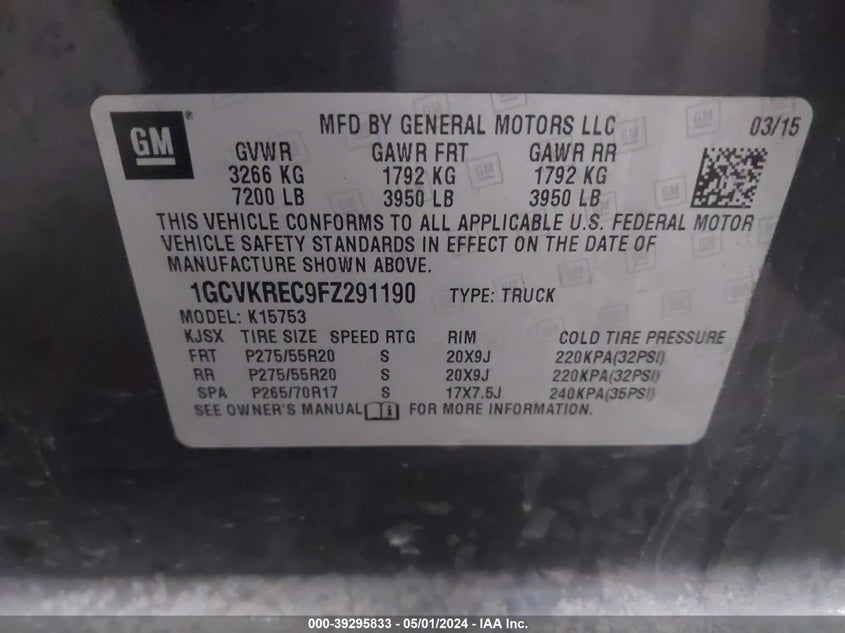 GM ® MFD BY GENERAL MOTORS LLC 03/15
GVWR GAWR FRT GAWR RR
3266 KG 1792 KG 1792 KG
7200 LB 3950 LB 3950 LB
THIS VEHICLE CONFORMS TO ALL APPLICABLE U.S. FEDERAL MOTOR
VEHICLE SAFETY STANDARDS IN EFFECT ON THE DATE OF
MANUFACTURE SHOWN ABOVE.
1GCVKREC9FZ291190 TYPE: TRUCK
MODEL: K15753
KJSX TIRE SIZE SPEED RTG RIM COLD TIRE PRESSURE
FRT P275/55R20 S 20X9J 220KPA(32PSI)
RR P275/55R20 S 20X9J 220KPA(32PSI)
SPA P265/70R17 S 17X7.5J 240KPA(35PSI)
SEE OWNER'S MANUAL FOR MORE INFORMATION.
000-39295833 - 05/01/2024 - IAA Inc.